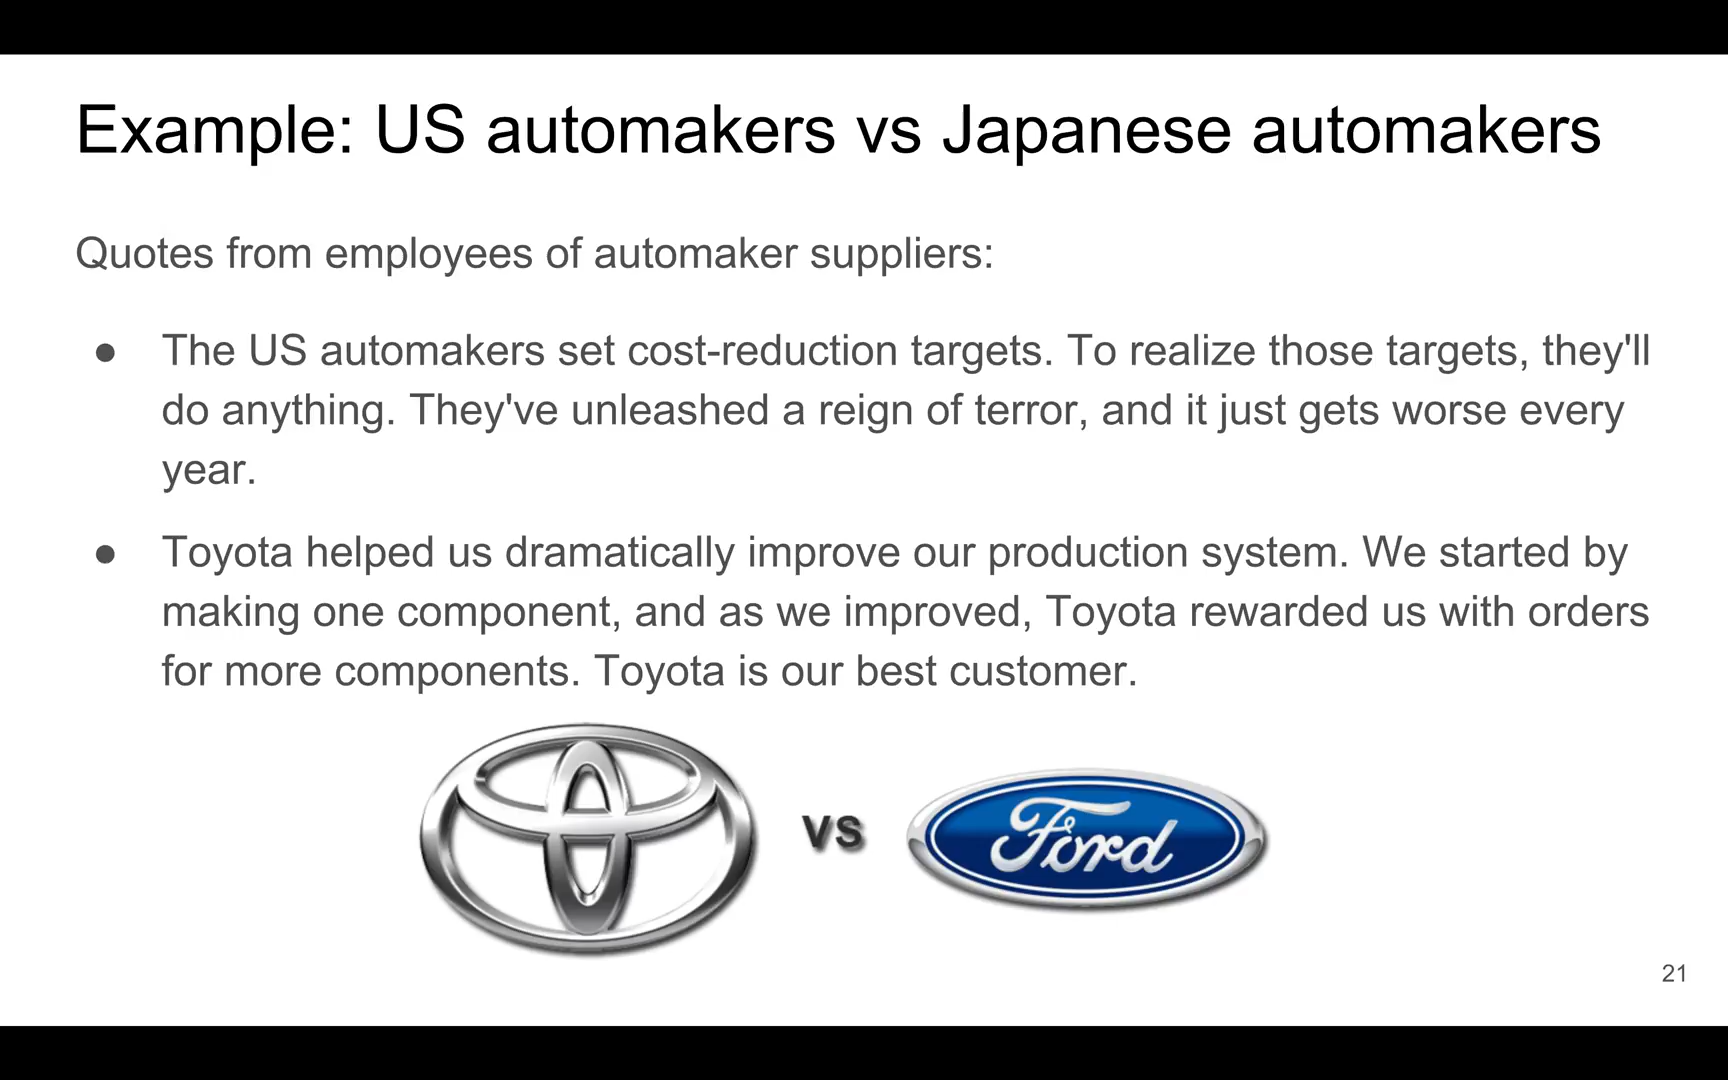 Example: US automakers vs Japanese automakers
Quotes from employees of automaker suppliers:
● The US automakers set cost-reduction targets. To realize those targets, they'll
do anything. They've unleashed a reign of terror, and it just gets worse every
year.
● Toyota helped us dramatically improve our production system. We started by
making one component, and as we improved, Toyota rewarded us with orders
for more components. Toyota is our best customer.
vs
Ford
21